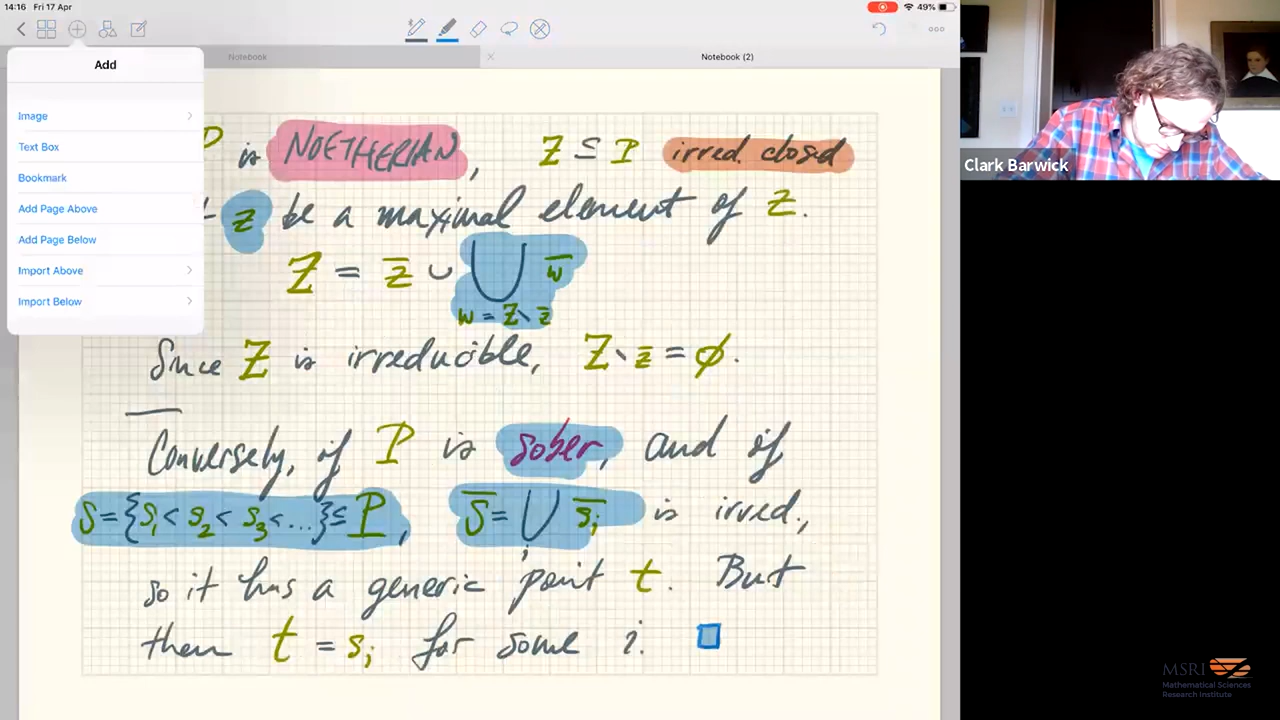 14:16 Fri 17 Apr
49%
Notebook
Notebook (2)
Add
Image
Text Box
Bookmark
Add Page Above
Add Page Below
Import Above
Import Below
P is NOETHERIAN, Z ⊆ P irred. closed
z be a maximal element of Z.
Z = z̄ ∪ ⋃ w̄
w = Z∖z̄
Since Z is irreducible, Z∖z̄ = ∅.
Conversely, if P is sober, and if
S = {s₁ < s₂ < s₃ < ...} ⊆ P, S̄ = ⋃ s̄ᵢ is irred.,
i
so it has a generic point t. But
then t = sᵢ for some i. □
Clark Barwick
MSRI
Mathematical Sciences
Research Institute